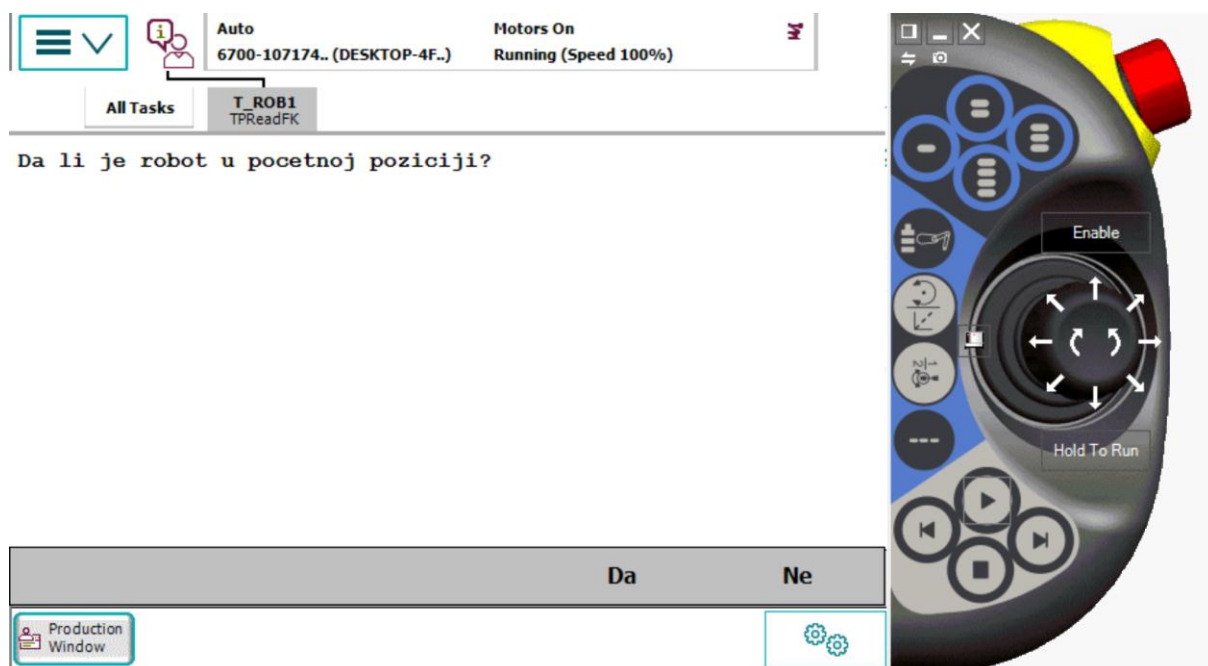 Auto
6700-107174.. (DESKTOP-4F..)
Motors On
Running (Speed 100%)
All Tasks
T_ROB1
TPReadFK
Da li je robot u pocetnoj poziciji?
Enable
Hold To Run
Da
Ne
Production
Window